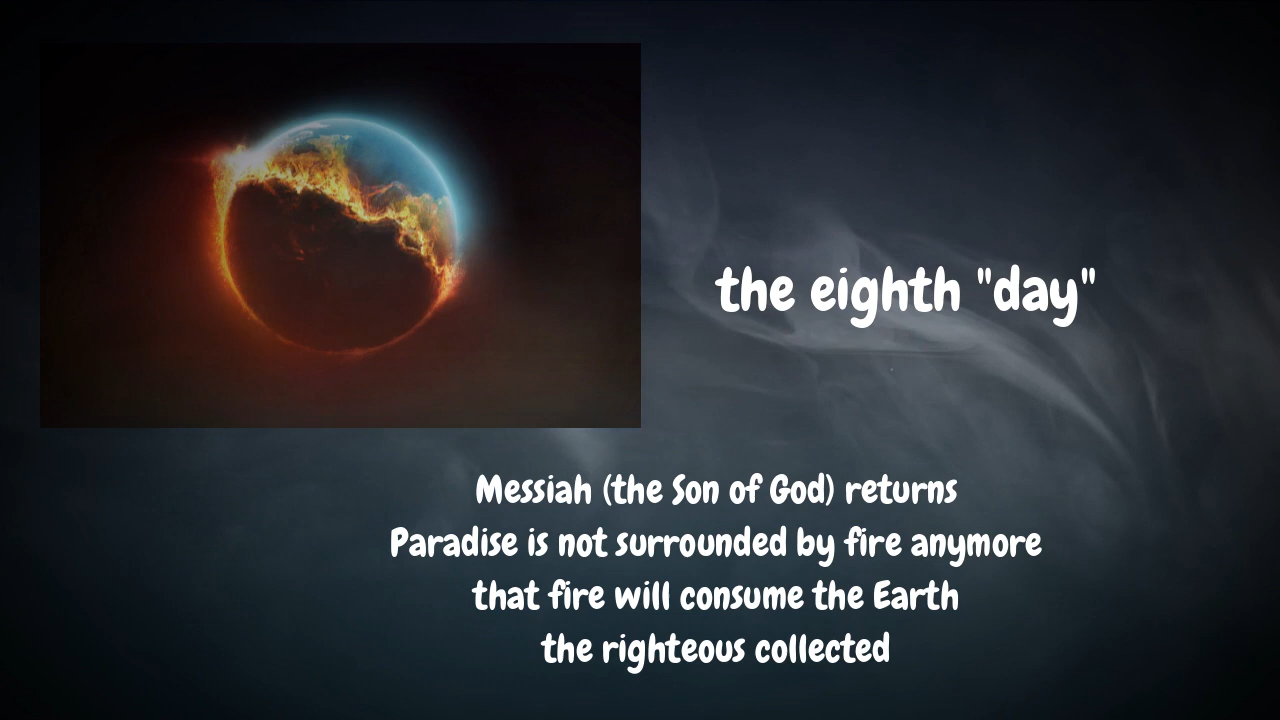 the eighth "day"
Messiah (the Son of God) returns
Paradise is not surrounded by fire anymore
that fire will consume the Earth
the righteous collected